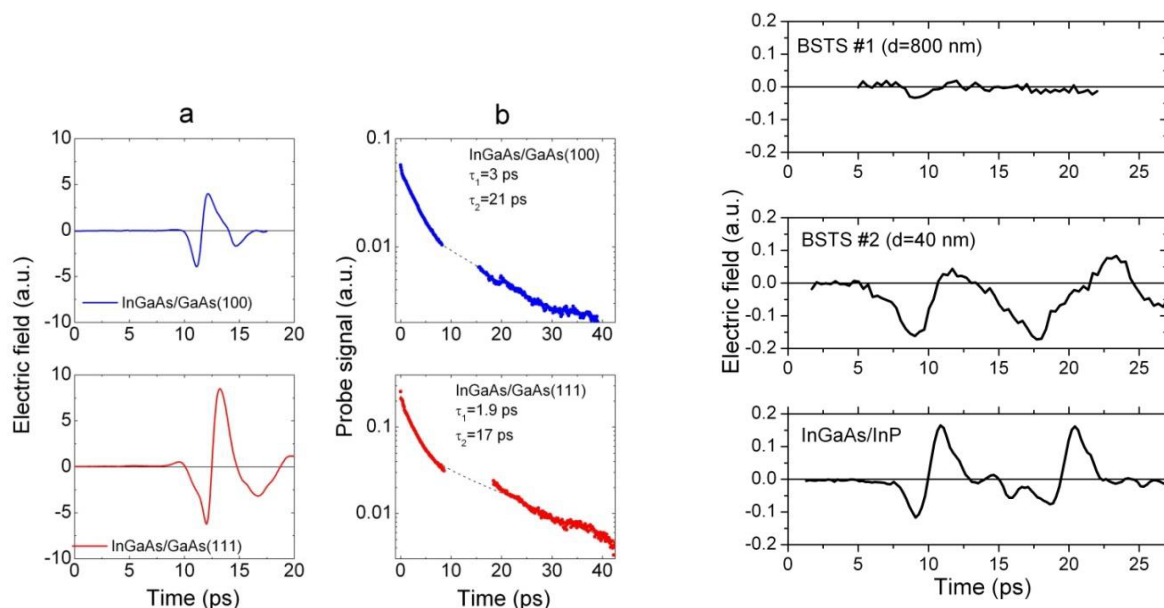 a
10
5
0
-5
-10
InGaAs/GaAs(100)
0 5 10 15 20
10
5
0
-5
-10
InGaAs/GaAs(111)
0 5 10 15 20
Time (ps)
Electric field (a.u.)
b
0.1
0.01
InGaAs/GaAs(100)
τ1=3 ps
τ2=21 ps
0 10 20 30 40
0.1
0.01
InGaAs/GaAs(111)
τ1=1.9 ps
τ2=17 ps
0 10 20 30 40
Time (ps)
Probe signal (a.u.)
0.2
0.1
0.0
-0.1
-0.2
BSTS #1 (d=800 nm)
0 5 10 15 20 25
0.2
0.1
0.0
-0.1
-0.2
BSTS #2 (d=40 nm)
0 5 10 15 20 25
0.2
0.1
0.0
-0.1
-0.2
InGaAs/InP
0 5 10 15 20 25
Time (ps)
Electric field (a.u.)